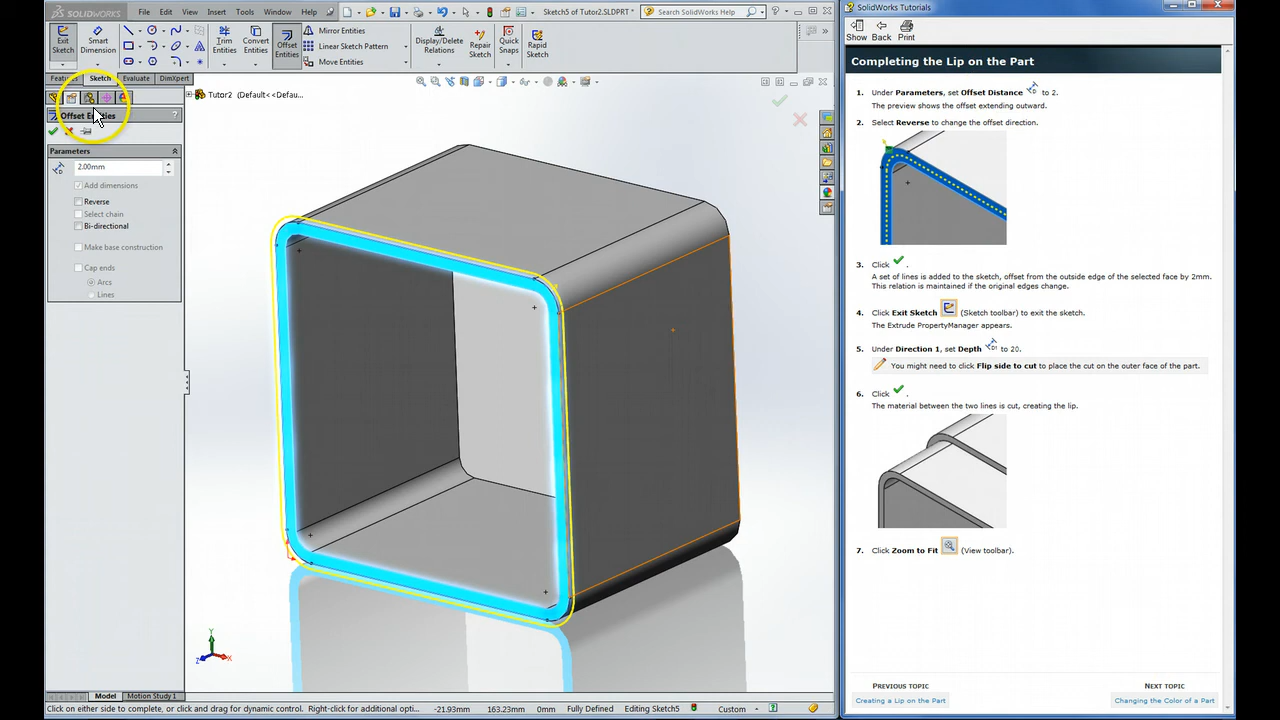 SOLIDWORKS File Edit View Insert Tools Window Help Sketch5 of Tutor2.SLDPRT * Search SolidWorks Help
Exit Sketch
Smart Dimension
Trim Entities
Convert Entities
Offset Entities
Mirror Entities
Linear Sketch Pattern
Move Entities
Display/Delete Relations
Repair Sketch
Quick Snaps
Rapid Sketch
Features Sketch Evaluate DimXpert
Tutor2 (Default<<Defau...
Offset Entities ?
Parameters
2.00mm
Add dimensions
Reverse
Select chain
Bi-directional
Make base construction
Cap ends
Arcs
Lines
Y
X
Z
Model Motion Study 1
Click on either side to complete, or click and drag for dynamic control. Right-click for additional opti... -21.93mm 163.23mm 0mm Fully Defined Editing Sketch5 Custom
SolidWorks Tutorials
Show Back Print
Completing the Lip on the Part
1. Under Parameters, set Offset Distance to 2.
The preview shows the offset extending outward.
2. Select Reverse to change the offset direction.
3. Click .
A set of lines is added to the sketch, offset from the outside edge of the selected face by 2mm.
This relation is maintained if the original edges change.
4. Click Exit Sketch (Sketch toolbar) to exit the sketch.
The Extrude PropertyManager appears.
5. Under Direction 1, set Depth to 20.
You might need to click Flip side to cut to place the cut on the outer face of the part.
6. Click .
The material between the two lines is cut, creating the lip.
7. Click Zoom to Fit (View toolbar).
PREVIOUS TOPIC
Creating a Lip on the Part
NEXT TOPIC
Changing the Color of a Part